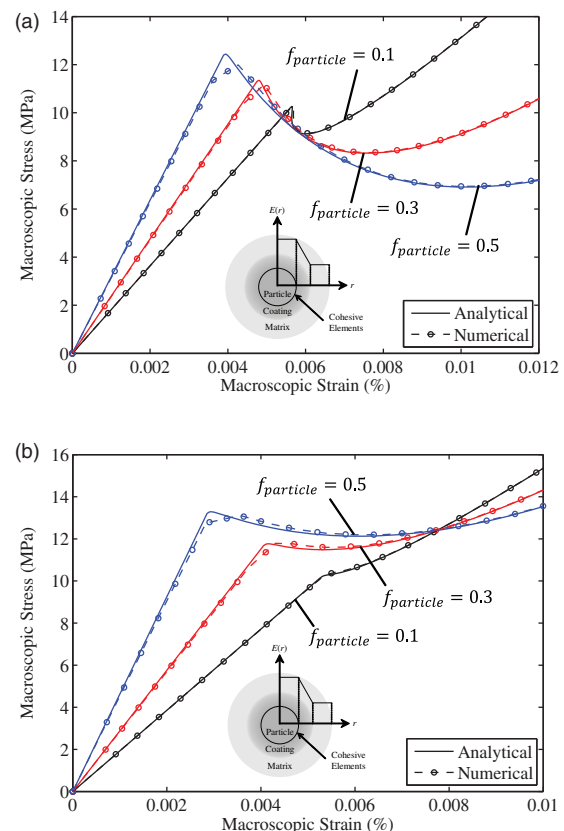 (a)
14
12
10
8
6
4
2
0
Macroscopic Stress (MPa)
f_particle = 0.1
f_particle = 0.3
f_particle = 0.5
E(r)
r
Particle
Coating
Matrix
Cohesive
Elements
Analytical
Numerical
0 0.002 0.004 0.006 0.008 0.01 0.012
Macroscopic Strain (%)
(b)
16
14
12
10
8
6
4
2
0
Macroscopic Stress (MPa)
f_particle = 0.5
f_particle = 0.3
f_particle = 0.1
E(r)
r
Particle
Coating
Matrix
Cohesive
Elements
Analytical
Numerical
0 0.002 0.004 0.006 0.008 0.01
Macroscopic Strain (%)